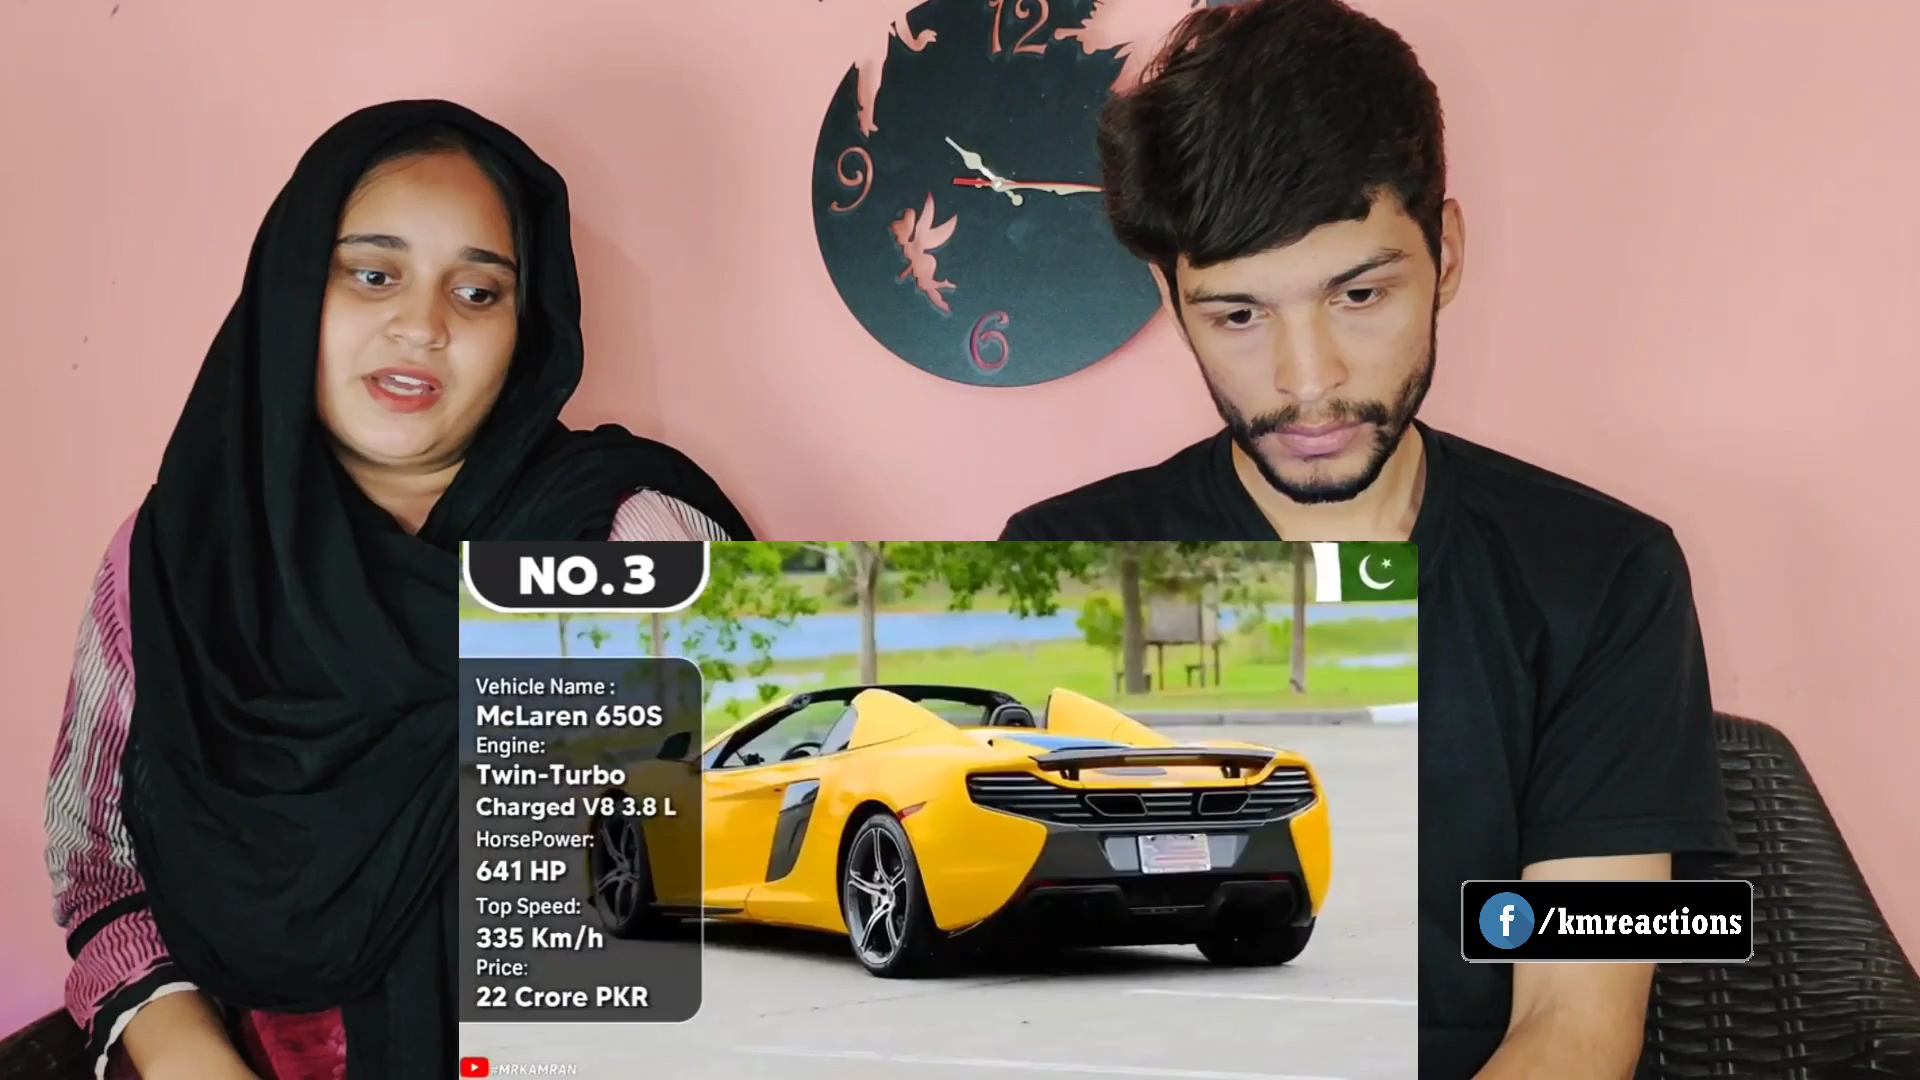 12
9
6
NO.3
Vehicle Name :
McLaren 650S
Engine:
Twin-Turbo
Charged V8 3.8 L
HorsePower:
641 HP
Top Speed:
335 Km/h
Price:
22 Crore PKR
f/kmreactions
#MRKAMRAN